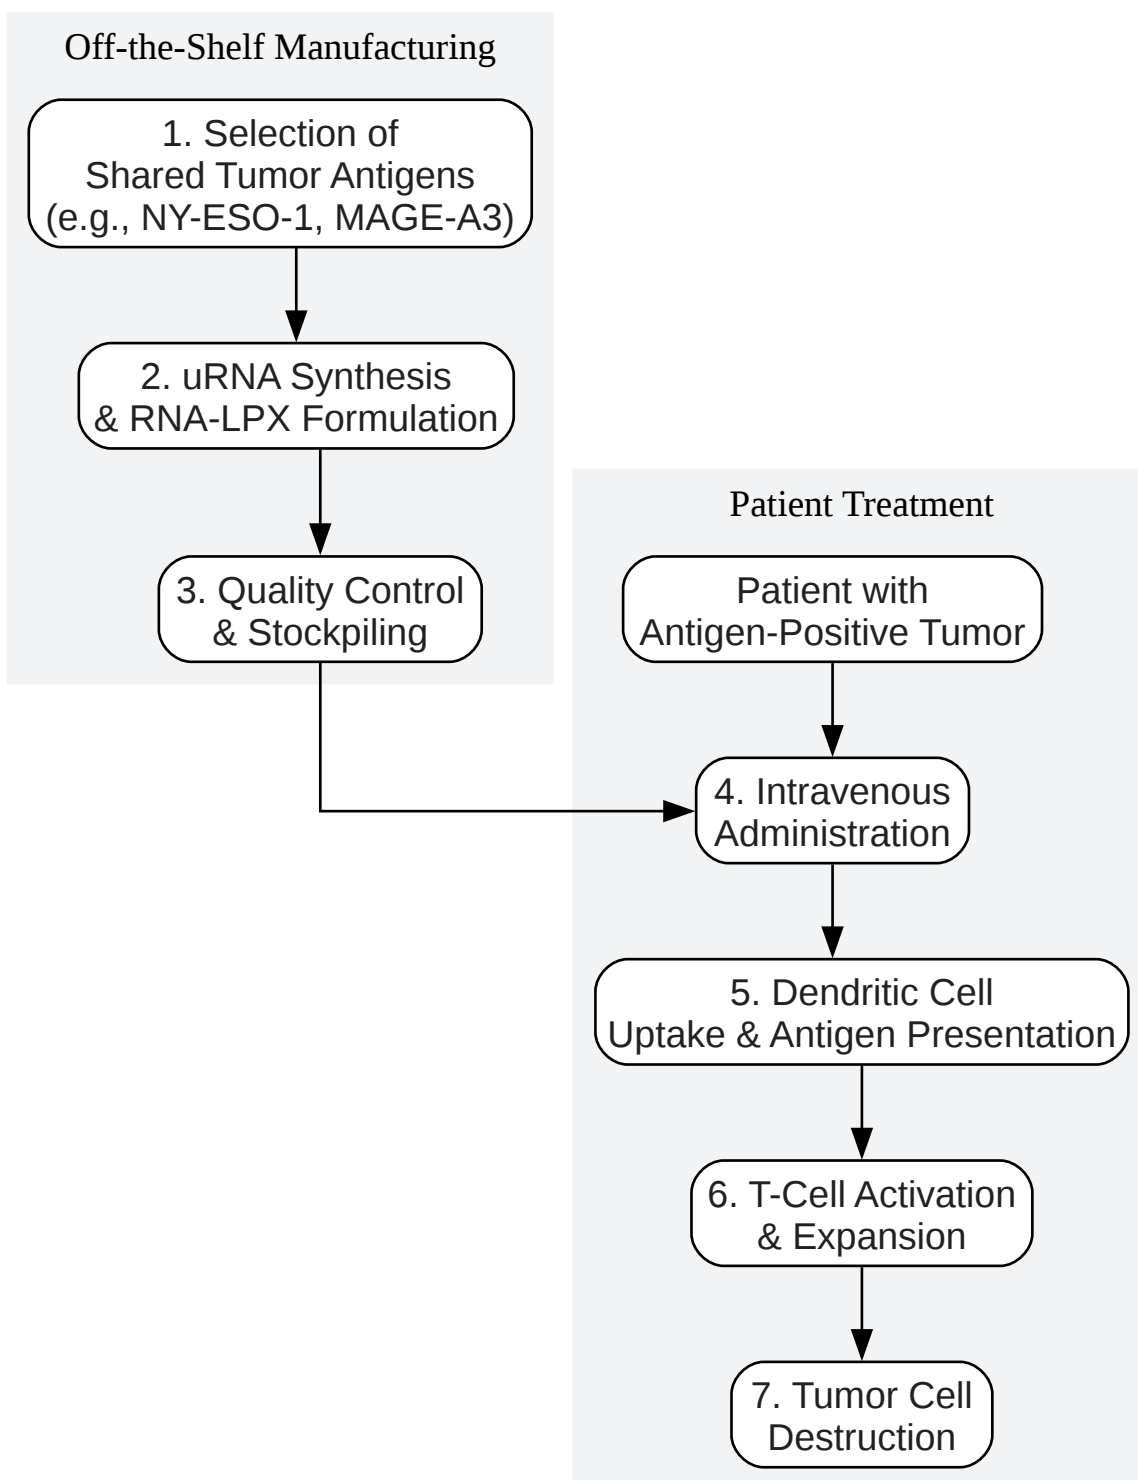 Off-the-Shelf Manufacturing
1. Selection of
Shared Tumor Antigens
(e.g., NY-ESO-1, MAGE-A3)
2. uRNA Synthesis
& RNA-LPX Formulation
3. Quality Control
& Stockpiling
Patient Treatment
Patient with
Antigen-Positive Tumor
4. Intravenous
Administration
5. Dendritic Cell
Uptake & Antigen Presentation
6. T-Cell Activation
& Expansion
7. Tumor Cell
Destruction